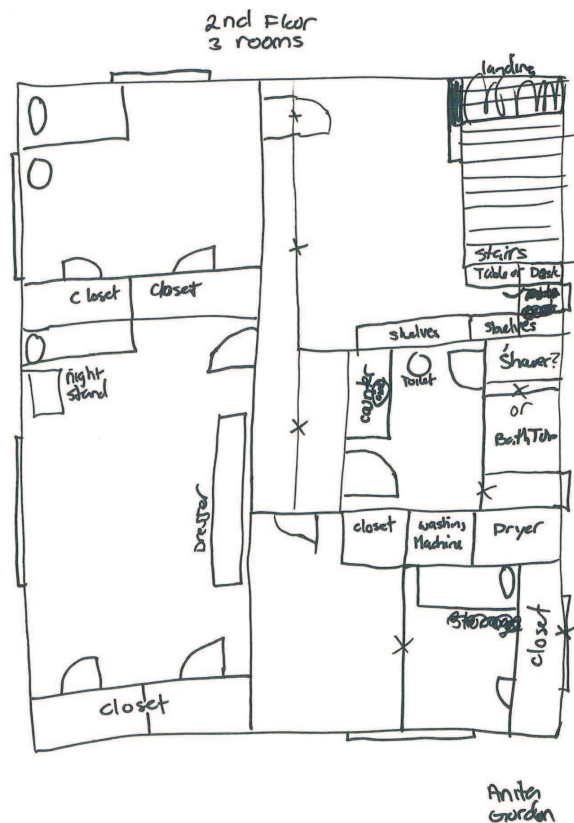 2nd Floor
3 rooms
landing
stairs
Table or Desk
closet closet
shelves shelves
night
stand
counter
Toilet
Shower?
or
BathTub
Dresser
closet
washing
Machine
Dryer
Storage
closet
closet
Anita
Gordon